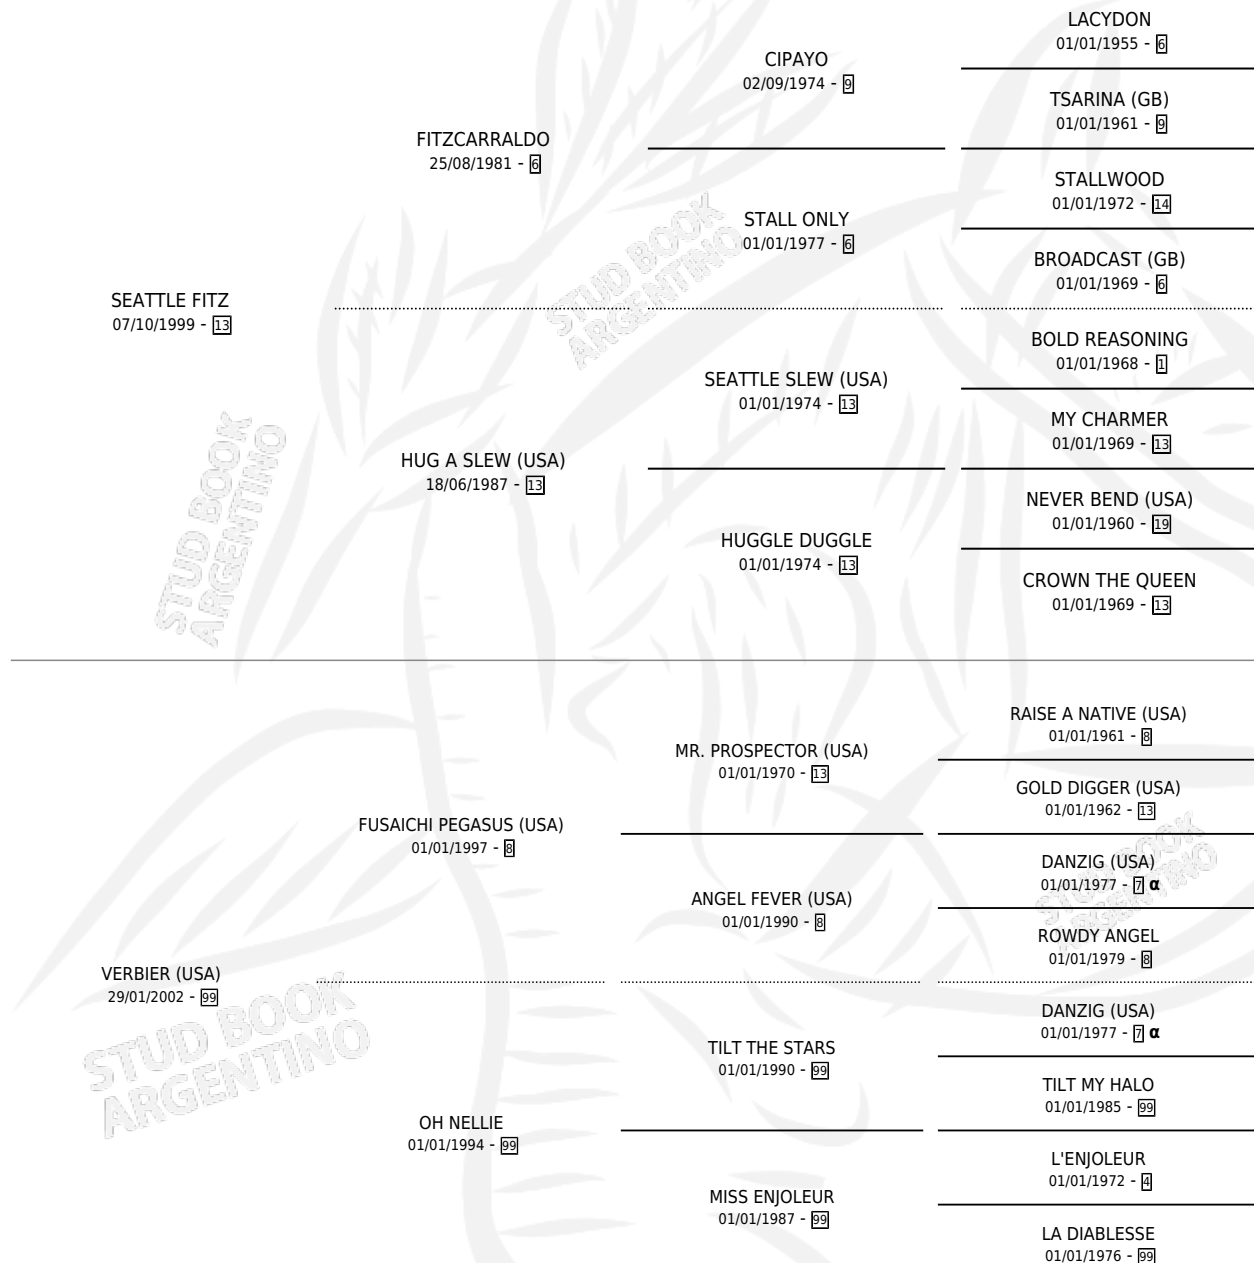 LACYDON
01/01/1955 - 6
CIPAYO
02/09/1974 - 9
TSARINA (GB)
01/01/1961 - 9
FITZCARRALDO
25/08/1981 - 6
STALLWOOD
01/01/1972 - 14
STALL ONLY
01/01/1977 - 6
BROADCAST (GB)
01/01/1969 - 6
SEATTLE FITZ
07/10/1999 - 13
BOLD REASONING
01/01/1968 - 1
SEATTLE SLEW (USA)
01/01/1974 - 13
MY CHARMER
01/01/1969 - 13
HUG A SLEW (USA)
18/06/1987 - 13
NEVER BEND (USA)
01/01/1960 - 19
HUGGLE DUGGLE
01/01/1974 - 13
CROWN THE QUEEN
01/01/1969 - 13
RAISE A NATIVE (USA)
01/01/1961 - 8
MR. PROSPECTOR (USA)
01/01/1970 - 13
GOLD DIGGER (USA)
01/01/1962 - 13
FUSAICHI PEGASUS (USA)
01/01/1997 - 8
DANZIG (USA)
01/01/1977 - 7 α
ANGEL FEVER (USA)
01/01/1990 - 8
ROWDY ANGEL
01/01/1979 - 8
VERBIER (USA)
29/01/2002 - 99
DANZIG (USA)
01/01/1977 - 7 α
TILT THE STARS
01/01/1990 - 99
TILT MY HALO
01/01/1985 - 99
OH NELLIE
01/01/1994 - 99
L'ENJOLEUR
01/01/1972 - 4
MISS ENJOLEUR
01/01/1987 - 99
LA DIABLESSE
01/01/1976 - 99
STUD BOOK
ARGENTINO
STUD BOOK
ARGENTINO
STUD BOOK
ARGENTINO
STUD BOOK
ARGENTINO